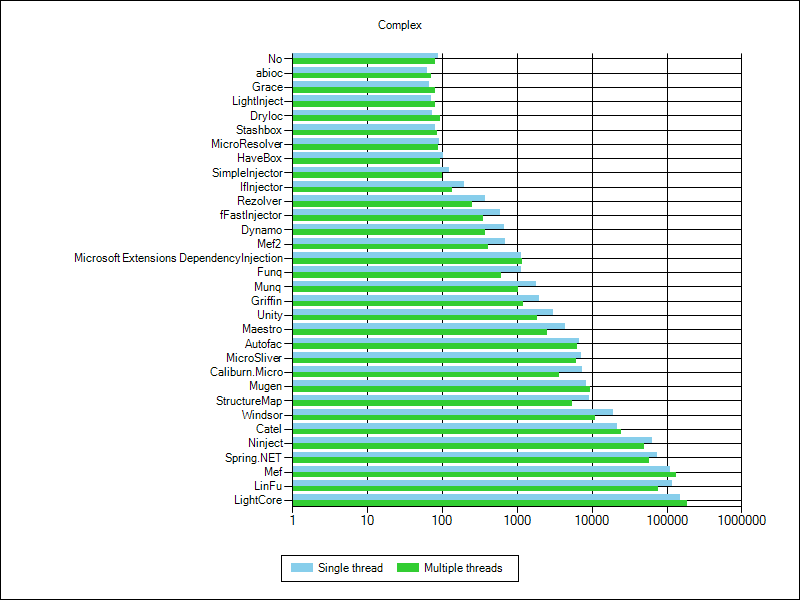 Complex
No
abioc
Grace
LightInject
DryIoc
Stashbox
MicroResolver
HaveBox
SimpleInjector
IfInjector
Rezolver
fFastInjector
Dynamo
Mef2
Microsoft Extensions DependencyInjection
Funq
Munq
Griffin
Unity
Maestro
Autofac
MicroSliver
Caliburn.Micro
Mugen
StructureMap
Windsor
Catel
Ninject
Spring.NET
Mef
LinFu
LightCore
1 10 100 1000 10000 100000 1000000
Single thread Multiple threads